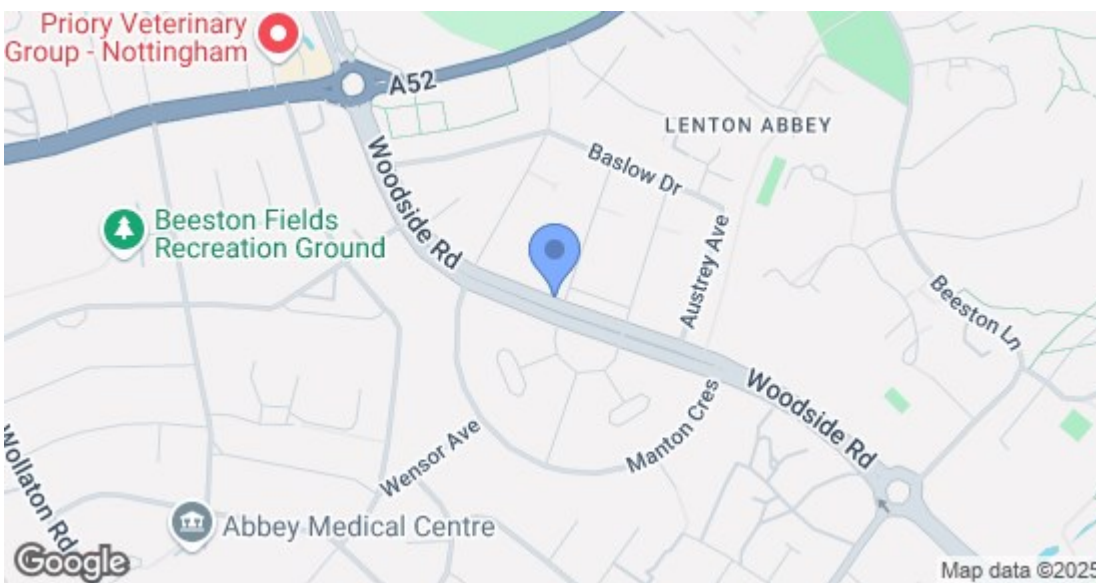 Priory Veterinary
Group - Nottingham
A52
LENTON ABBEY
Baslow Dr
Woodside Rd
Beeston Fields
Recreation Ground
Austrey Ave
Beeston Ln
Woodside Rd
Manton Cres
Wensor Ave
Wollaton Rd
Abbey Medical Centre
Google
Map data ©2025